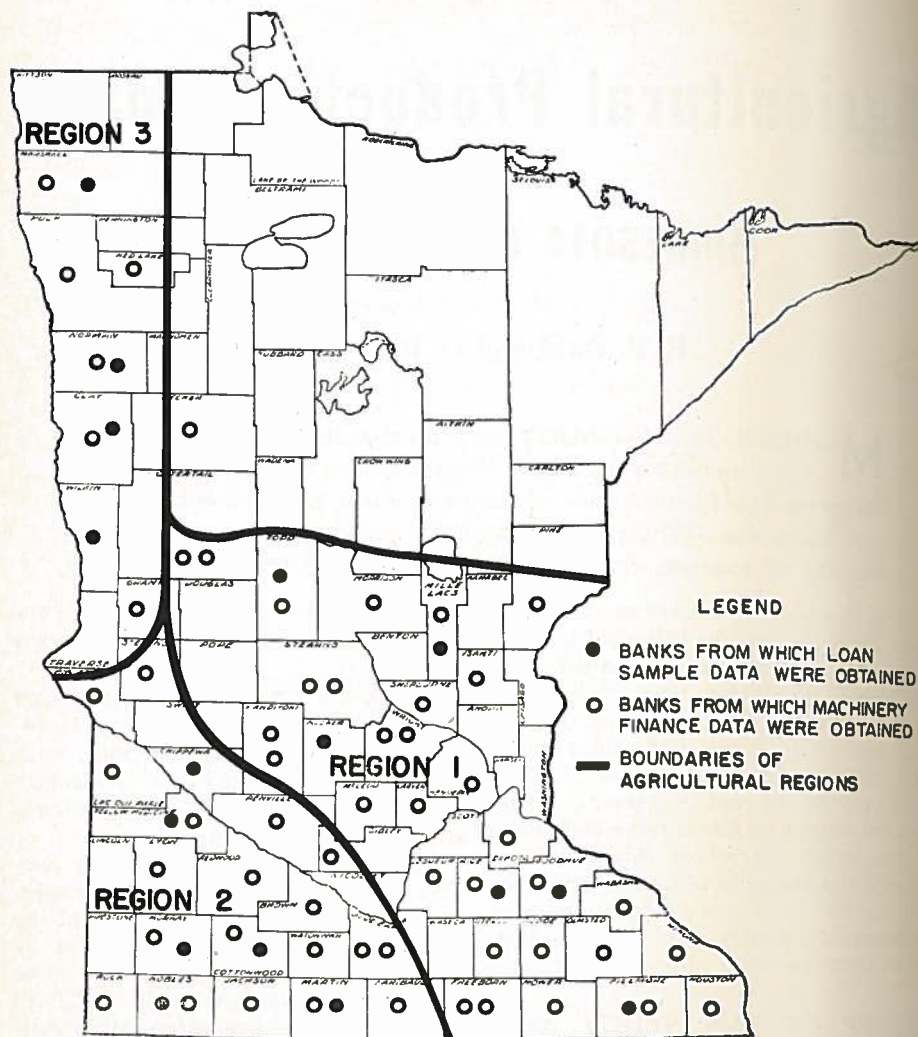 KITTSON
ROSEAU
REGION 3
MARSHALL
LAKE OF THE WOODS
BELTRAMI
KOOCHICHING
ST. LOUIS
LAKE
COOK
POLK
PENNINGTON
RED LAKE
CLEARWATER
ITASCA
NORMAN
MAHNOMEN
HUBBARD
CASS
CLAY
BECKER
AITKIN
WILKIN
OTTERTAIL
WADENA
CROW WING
CARLTON
PINE
GRANT
DOUGLAS
TODD
MORRISON
MILLE
LACS
KANABEC
LEGEND
BANKS FROM WHICH LOAN
SAMPLE DATA WERE OBTAINED
BANKS FROM WHICH MACHINERY
FINANCE DATA WERE OBTAINED
BOUNDARIES OF
AGRICULTURAL REGIONS
TRAVERSE
STEVENS
POPE
STEARNS
BENTON
ISANTI
SHERBURNE
ANOKA
CHISAGO
SWIFT
KANDIYOHI
MEEKER
WRIGHT
WASHINGTON
CHIPPEWA
REGION 1
LAC QUI PARLE
YELLOW MEDICINE
RENVILLE
MCLEOD
CARVER
SCOTT
SIBLEY
LINCOLN
LYON
REDWOOD
NICOLLET
LESUEUR
RICE
GOODHUE
WABASHA
REGION 2
BROWN
PIPESTONE
MURRAY
COTTONWOOD
WATONWAN
BLUE EARTH
WASECA
STEELE
DODGE
OLMSTED
WINONA
ROCK
NOBLES
JACKSON
MARTIN
FARIBAULT
FREEBORN
MOWER
FILLMORE
HOUSTON